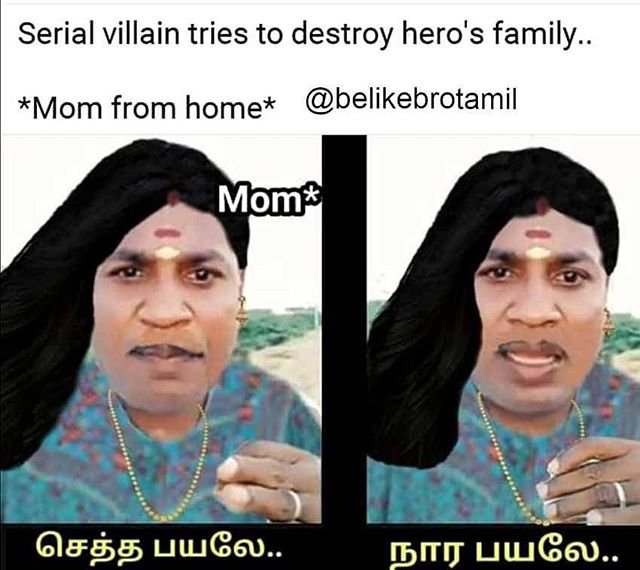 Serial villain tries to destroy hero's family..
*Mom from home* @belikebrotamil
Mom*
செத்த பயலே..
நார பயலே..